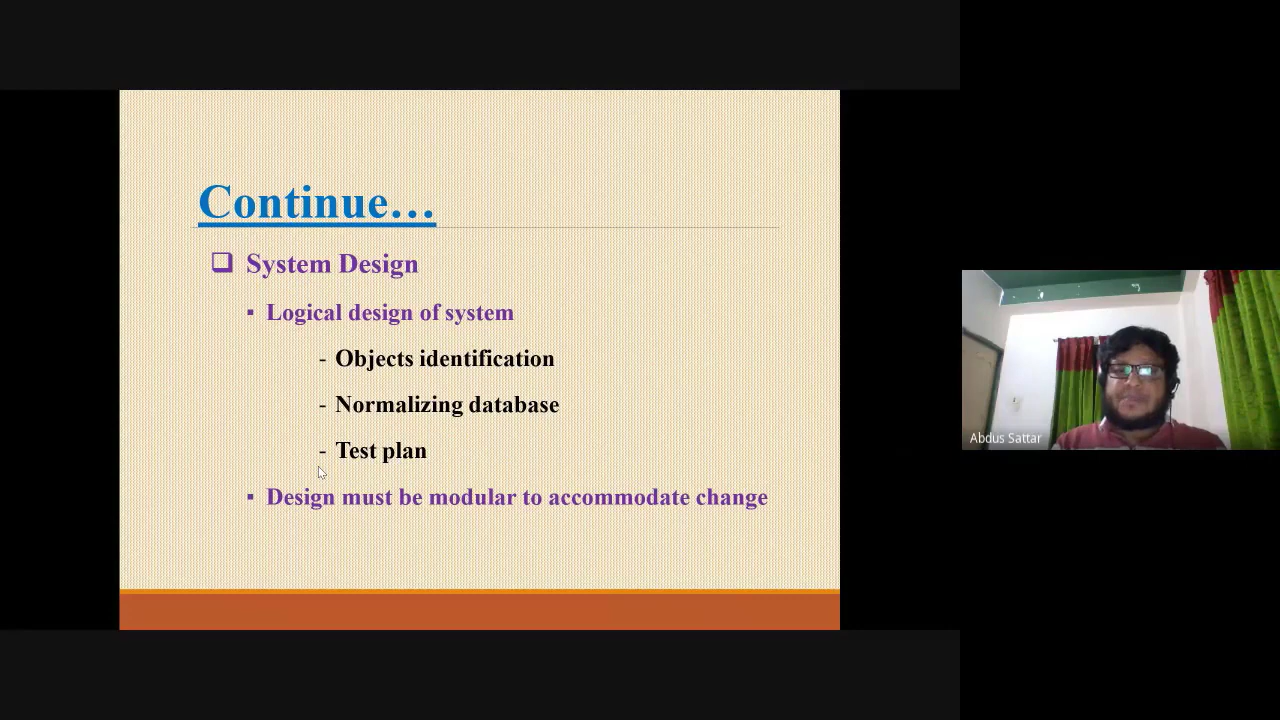 Continue…
❑ System Design
▪ Logical design of system
- Objects identification
- Normalizing database
- Test plan
▪ Design must be modular to accommodate change
Abdus Sattar